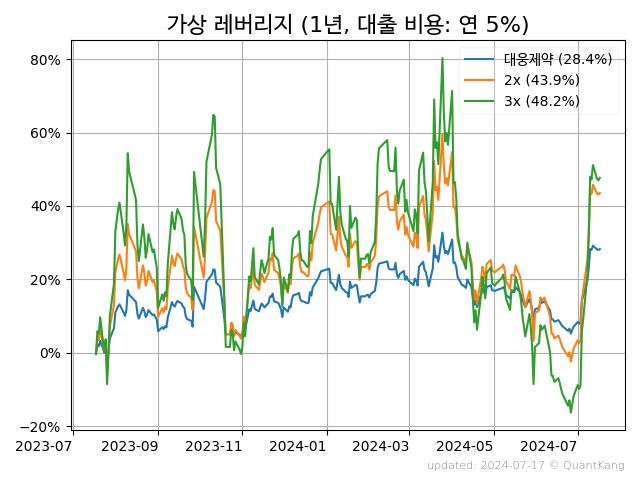 가상 레버리지 (1년, 대출 비용: 연 5%)
대웅제약 (28.4%)
2x (43.9%)
3x (48.2%)
80%
60%
40%
20%
0%
−20%
2023-07 2023-09 2023-11 2024-01 2024-03 2024-05 2024-07
updated: 2024-07-17 © QuantKang